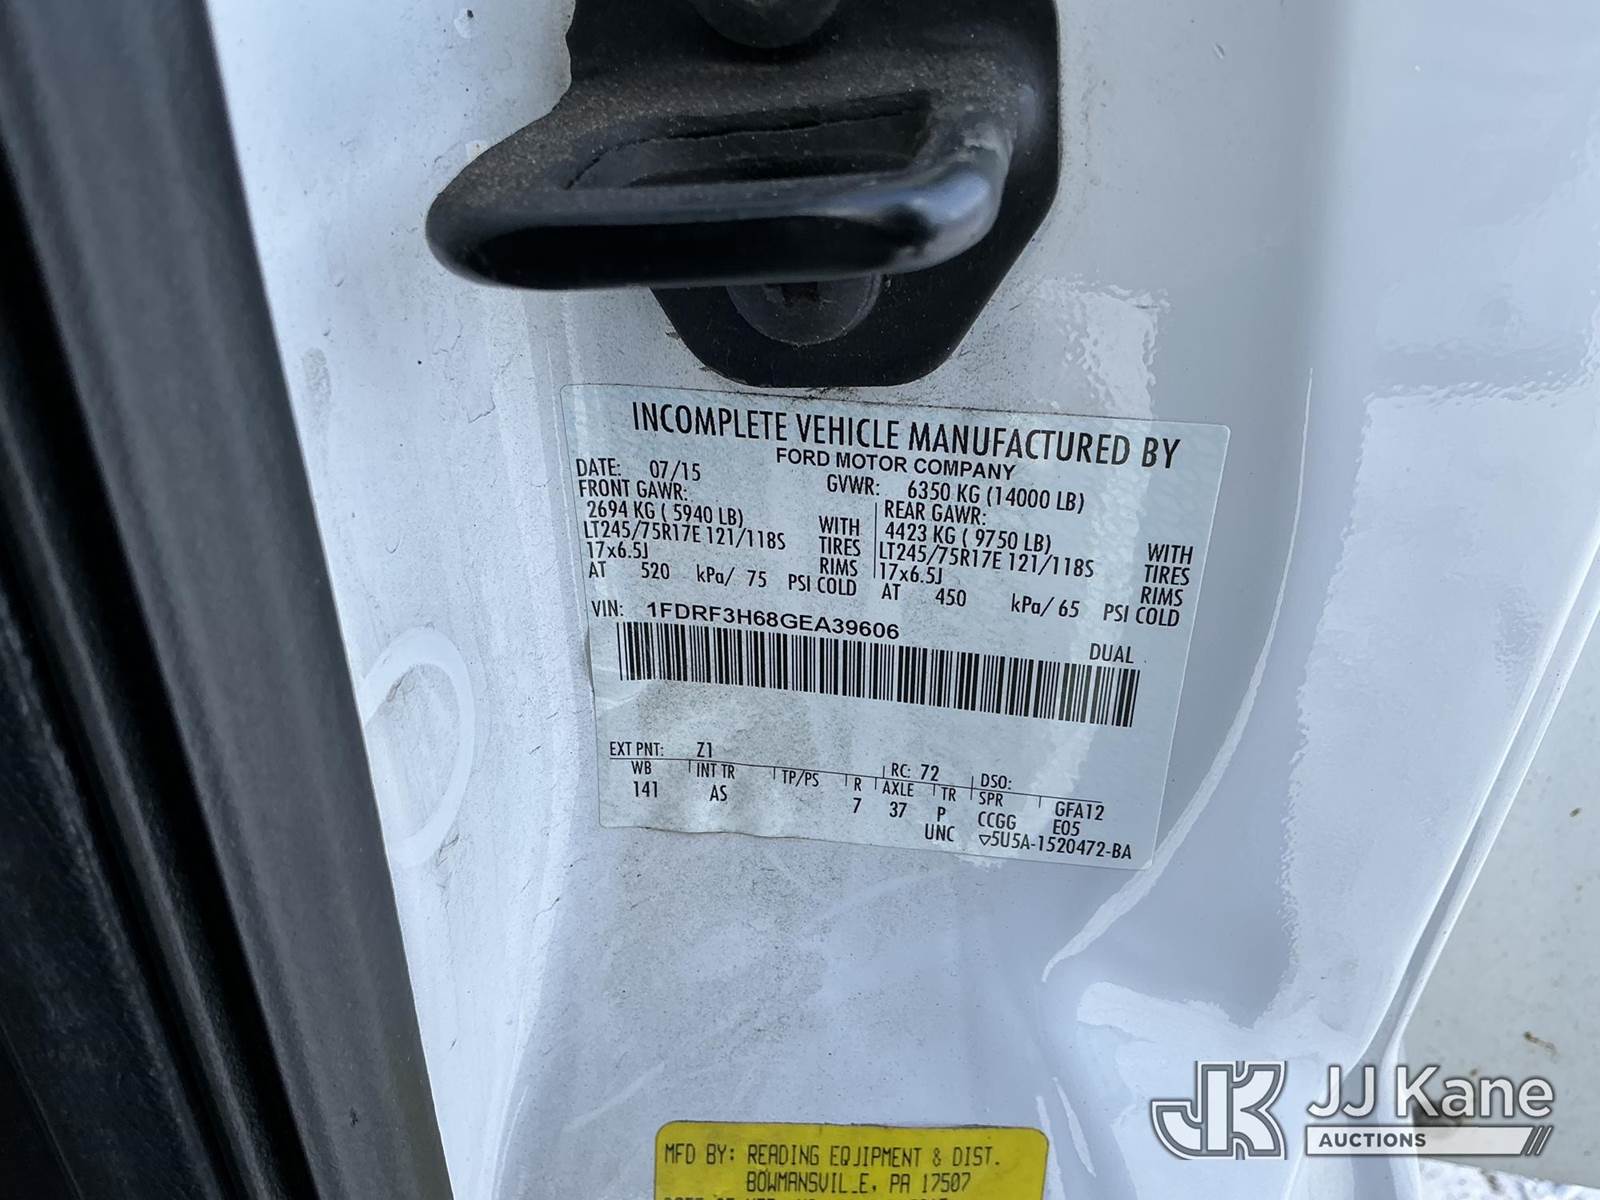 INCOMPLETE VEHICLE MANUFACTURED BY
FORD MOTOR COMPANY
DATE: 07/15 GVWR: 6350 KG (14000 LB)
FRONT GAWR: REAR GAWR:
2694 KG ( 5940 LB) WITH 4423 KG ( 9750 LB) WITH
LT245/75R17E 121/118S TIRES LT245/75R17E 121/118S TIRES
17x6.5J RIMS 17x6.5J RIMS
AT 520 kPa/ 75 PSI COLD AT 450 kPa/ 65 PSI COLD
VIN: 1FDRF3H68GEA39606
DUAL
EXT PNT: Z1 RC: 72 DSO:
WB INT TR TP/PS R AXLE TR SPR GFA12
141 AS 7 37 P CCGG E05
UNC ▽5U5A-1520472-BA
MFD BY: READING EQUIPMENT & DIST.
BOWMANSVILLE, PA 17507
JJ Kane
AUCTIONS